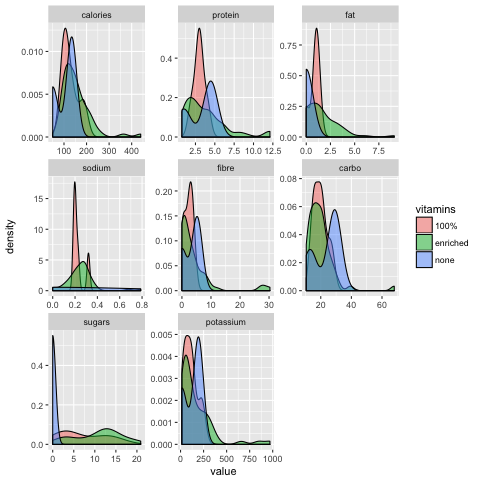 calories protein fat
0.010
0.005
0.000
0.4
0.2
0.0
0.75
0.50
0.25
0.00
100 200 300 400
2.5 5.0 7.5 10.0 12.5
0.0 2.5 5.0 7.5
sodium fibre carbo
15
10
5
0
0.20
0.15
0.10
0.05
0.00
0.08
0.06
0.04
0.02
0.00
0.0 0.2 0.4 0.6 0.8
0 10 20 30
20 40 60
sugars potassium
0.4
0.2
0.0
0.005
0.004
0.003
0.002
0.001
0.000
0 5 10 15 20
0 250 500 750 1000
value
density
vitamins
100%
enriched
none